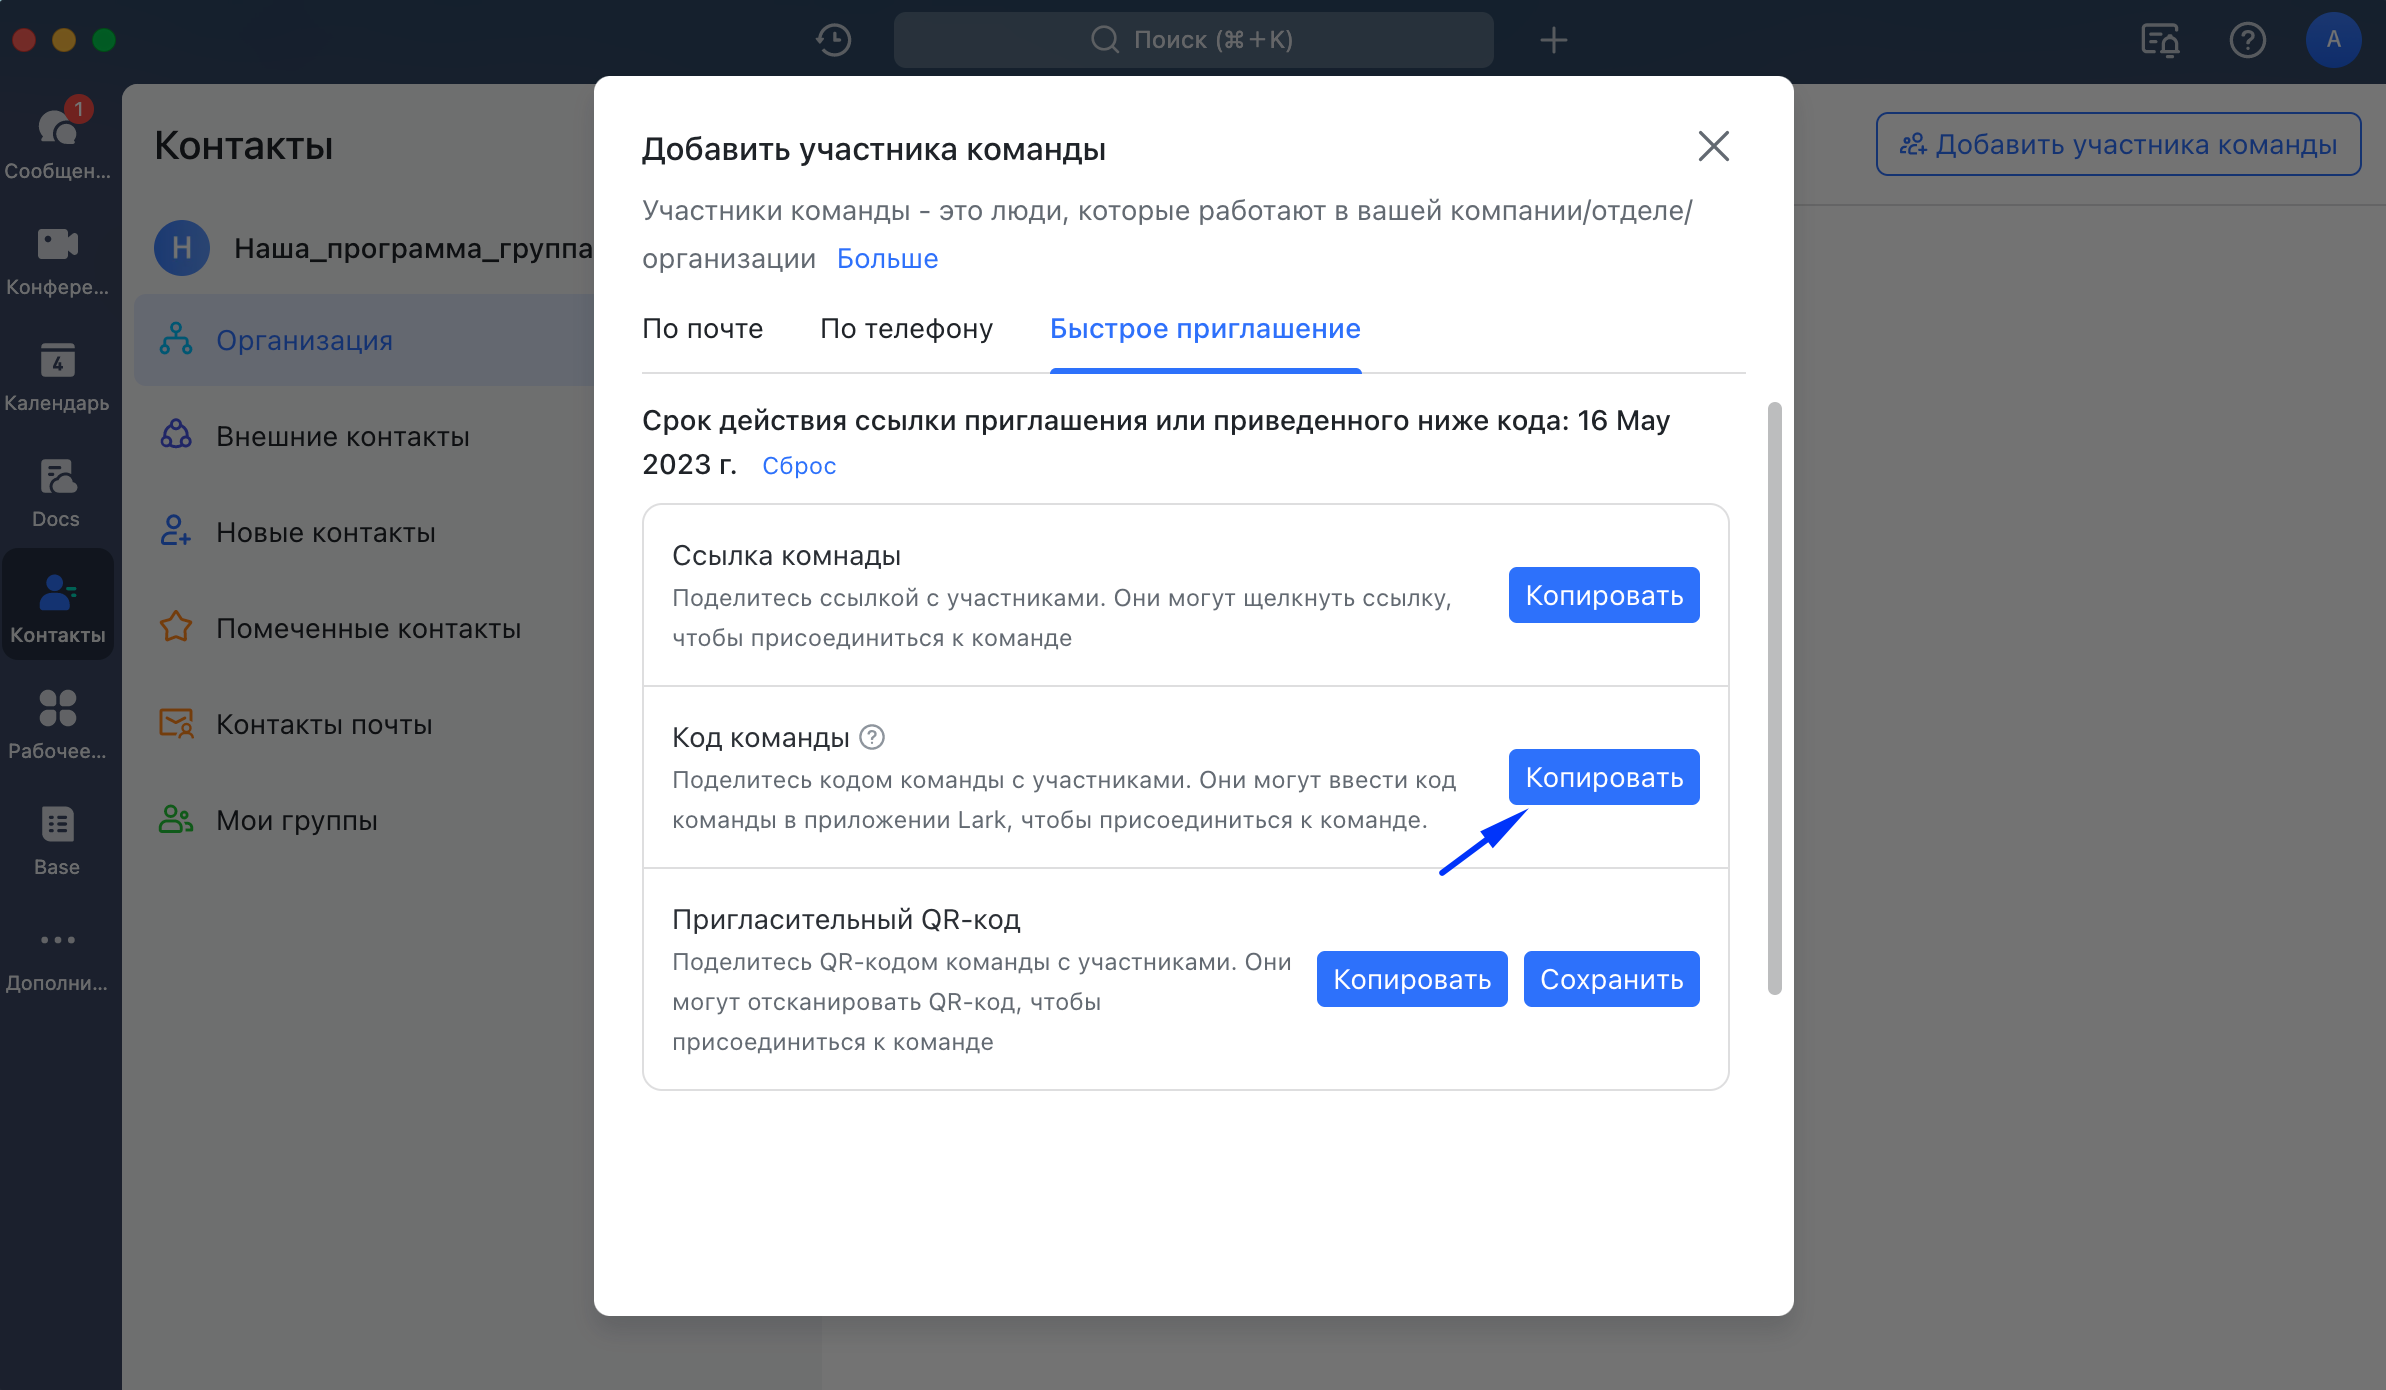 Поиск (⌘+K)
A
1
Сообщен...
Конфере...
4
Календарь
Docs
Контакты
Рабочее...
Base
Дополни...
Контакты
Н
Наша_программа_группа
Организация
Внешние контакты
Новые контакты
Помеченные контакты
Контакты почты
Мои группы
Добавить участника команды
Добавить участника команды
Участники команды - это люди, которые работают в вашей компании/отделе/
организации Больше
По почте По телефону Быстрое приглашение
Срок действия ссылки приглашения или приведенного ниже кода: 16 May
2023 г. Сброс
Ссылка комнады
Поделитесь ссылкой с участниками. Они могут щелкнуть ссылку,
чтобы присоединиться к команде
Копировать
Код команды
Поделитесь кодом команды с участниками. Они могут ввести код
команды в приложении Lark, чтобы присоединиться к команде.
Копировать
Пригласительный QR-код
Поделитесь QR-кодом команды с участниками. Они
могут отсканировать QR-код, чтобы
присоединиться к команде
Копировать Сохранить